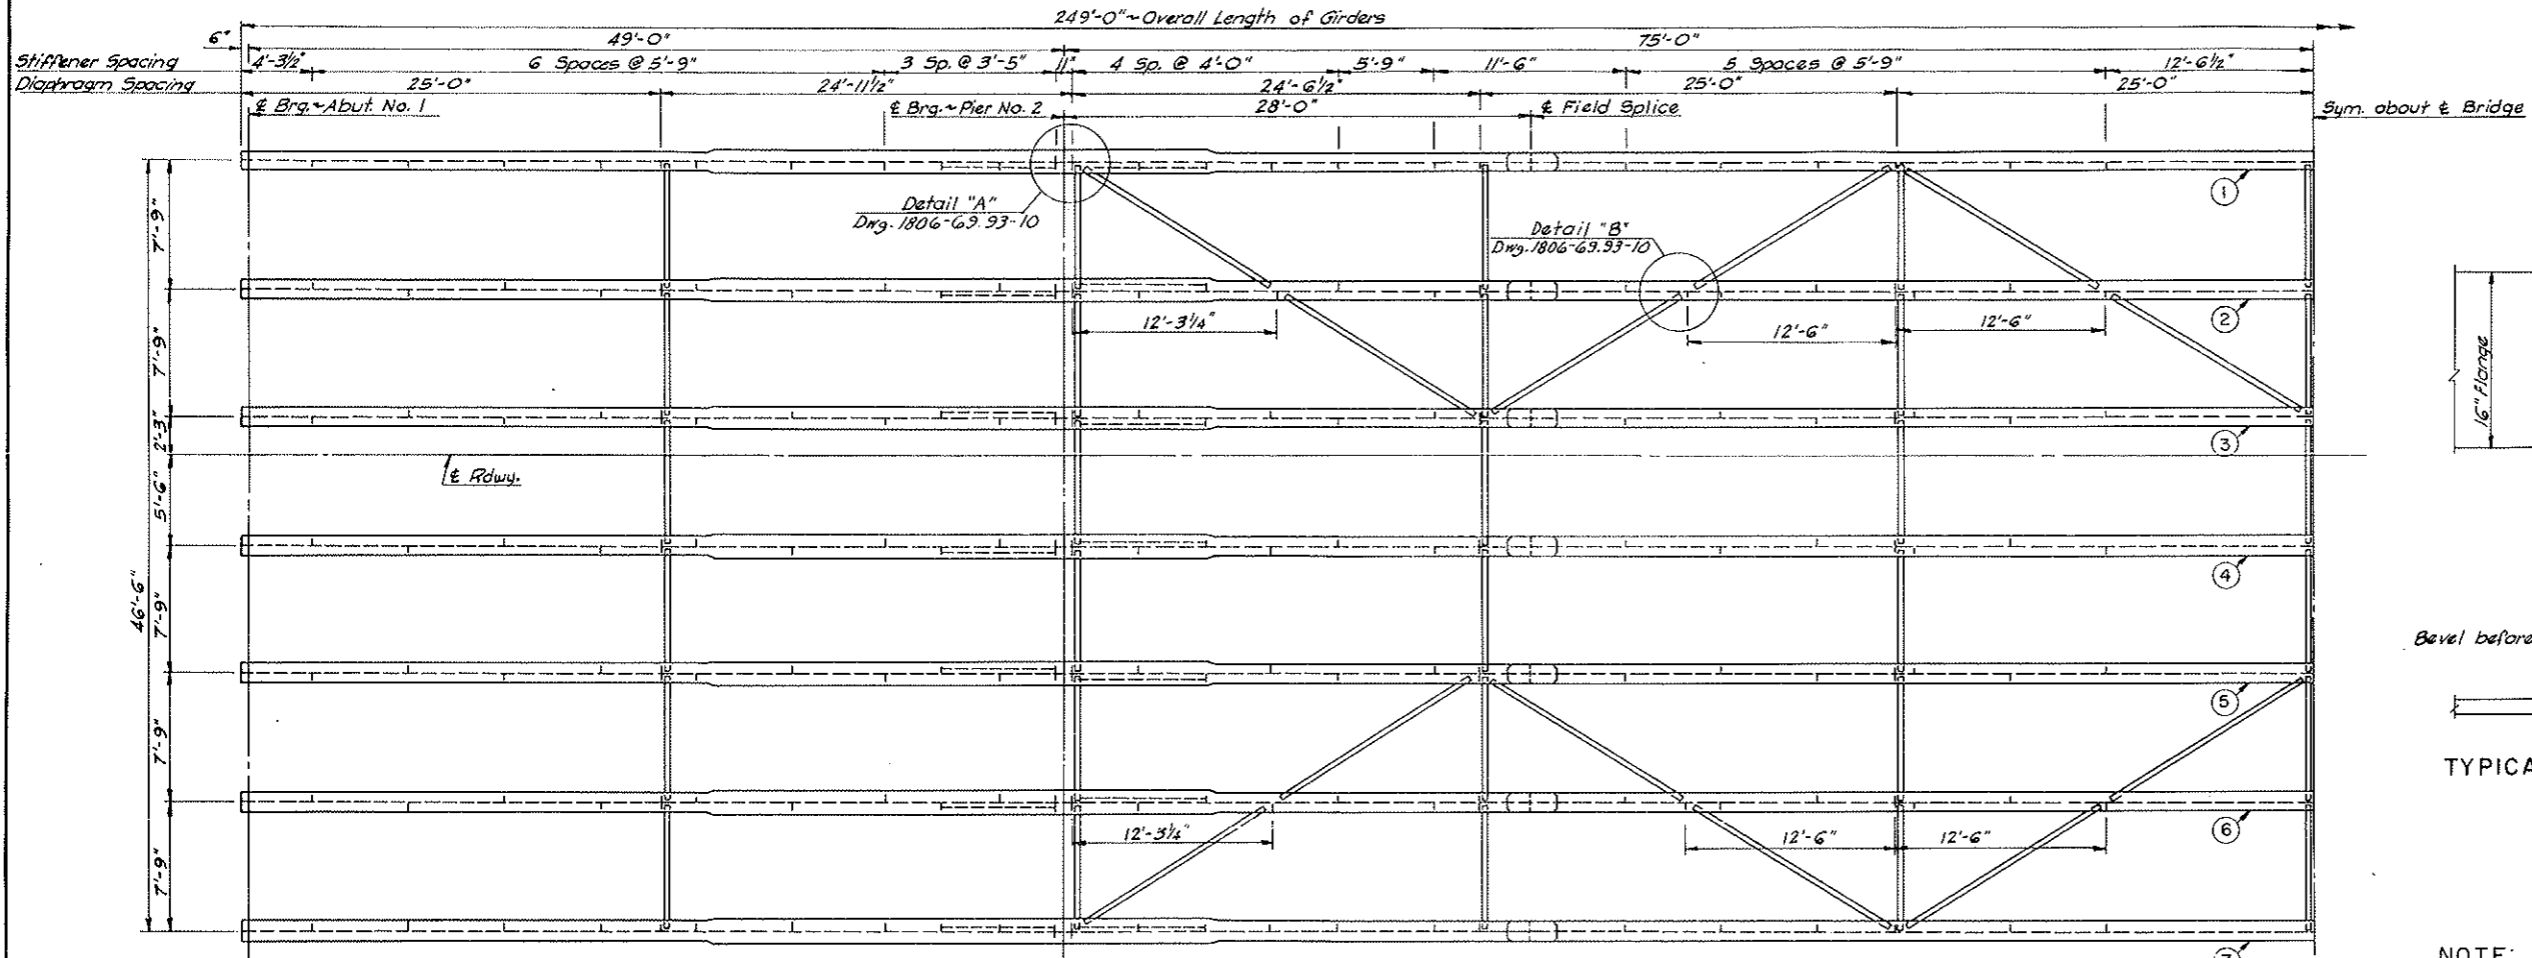 249'-0" ~ Overall Length of Girders
6" 49'-0" 75'-0"
Stiffener Spacing 4'-3½" 6 Spaces @ 5'-9" 3 Sp. @ 3'-5" 11" 4 Sp. @ 4'-0" 5'-9" 11'-6" 5 Spaces @ 5'-9" 12'-6½"
Diaphragm Spacing 25'-0" 24'-11½" 24'-6½" 25'-0" 25'-0"
℄ Brg. ~ Abut. No. 1 ℄ Brg. ~ Pier No. 2 28'-0" ℄ Field Splice Sym. about ℄ Bridge
Detail "A"
Dwg. 1806-69.93-10
Detail "B"
Dwg. 1806-69.93-10
1
7'-9"
12'-3¼" 12'-6" 12'-6"
2
7'-9"
16" Flange
3
2'-3"
℄ Rdwy.
5'-6"
4
46'-6"
7'-9"
Bevel before
5
7'-9"
TYPICA
12'-3¼" 12'-6" 12'-6"
6
7'-9"
7
NOTE: